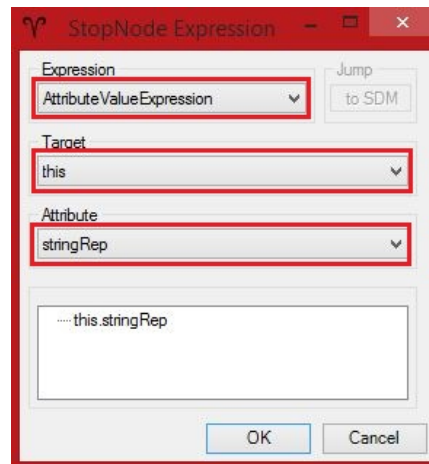 StopNode Expression
Expression
Jump
AttributeValueExpression
to SDM
Target
this
Attribute
stringRep
this.stringRep
OK
Cancel